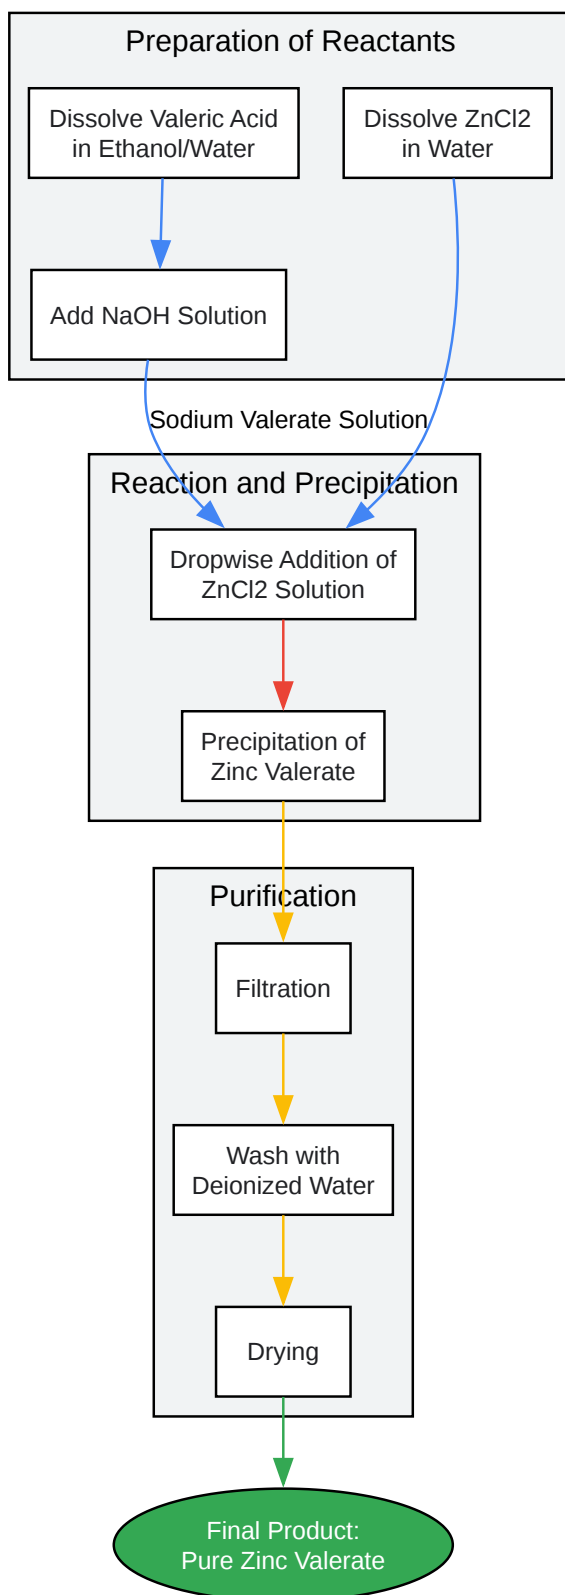 Preparation of Reactants
Dissolve Valeric Acid
in Ethanol/Water
Dissolve ZnCl2
in Water
Add NaOH Solution
Sodium Valerate Solution
Reaction and Precipitation
Dropwise Addition of
ZnCl2 Solution
Precipitation of
Zinc Valerate
Purification
Filtration
Wash with
Deionized Water
Drying
Final Product:
Pure Zinc Valerate